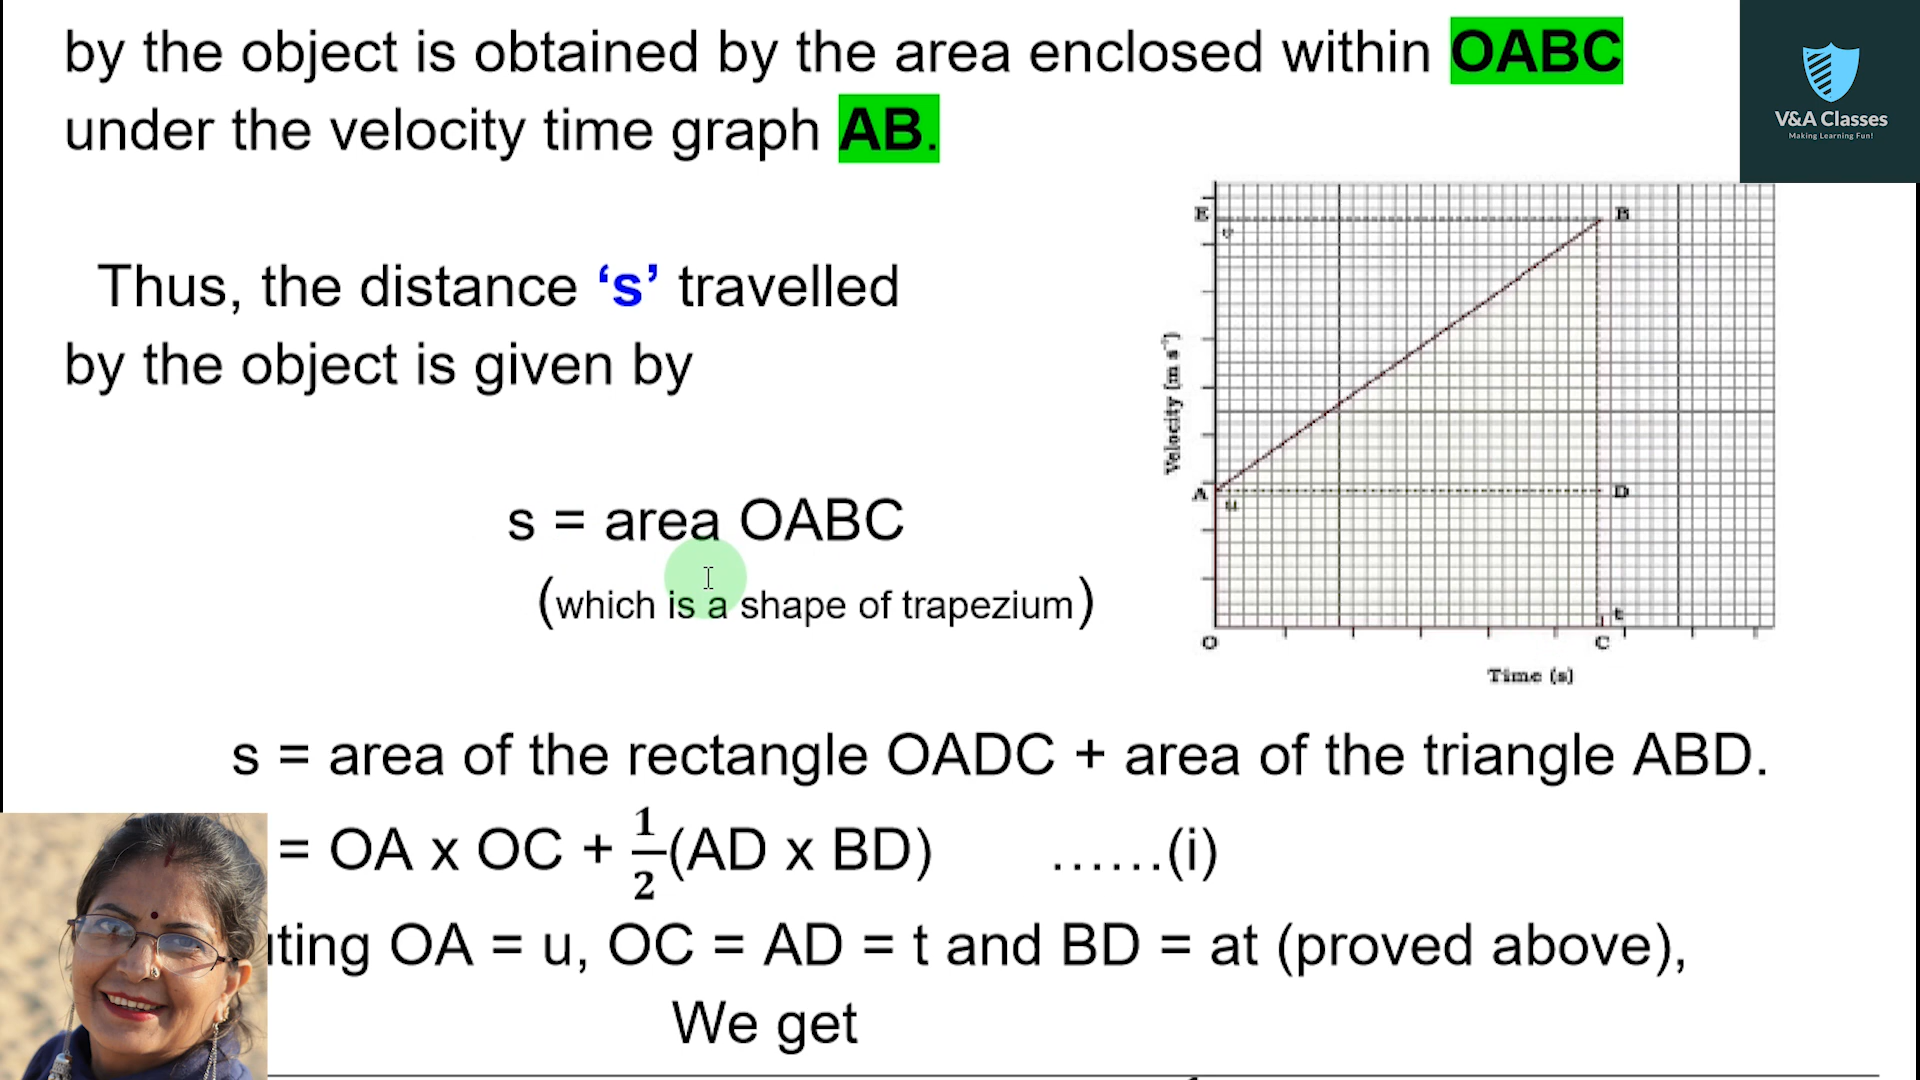 by the object is obtained by the area enclosed within OABC
under the velocity time graph AB.
V&A Classes
Making Learning Fun!
Thus, the distance ‘s’ travelled
by the object is given by
s = area OABC
(which is a shape of trapezium)
E
B
v
Velocity (m s⁻¹)
A
u
D
t
O
C
Time (s)
s = area of the rectangle OADC + area of the triangle ABD.
= OA x OC + 1/2(AD x BD) ......(i)
uting OA = u, OC = AD = t and BD = at (proved above),
We get